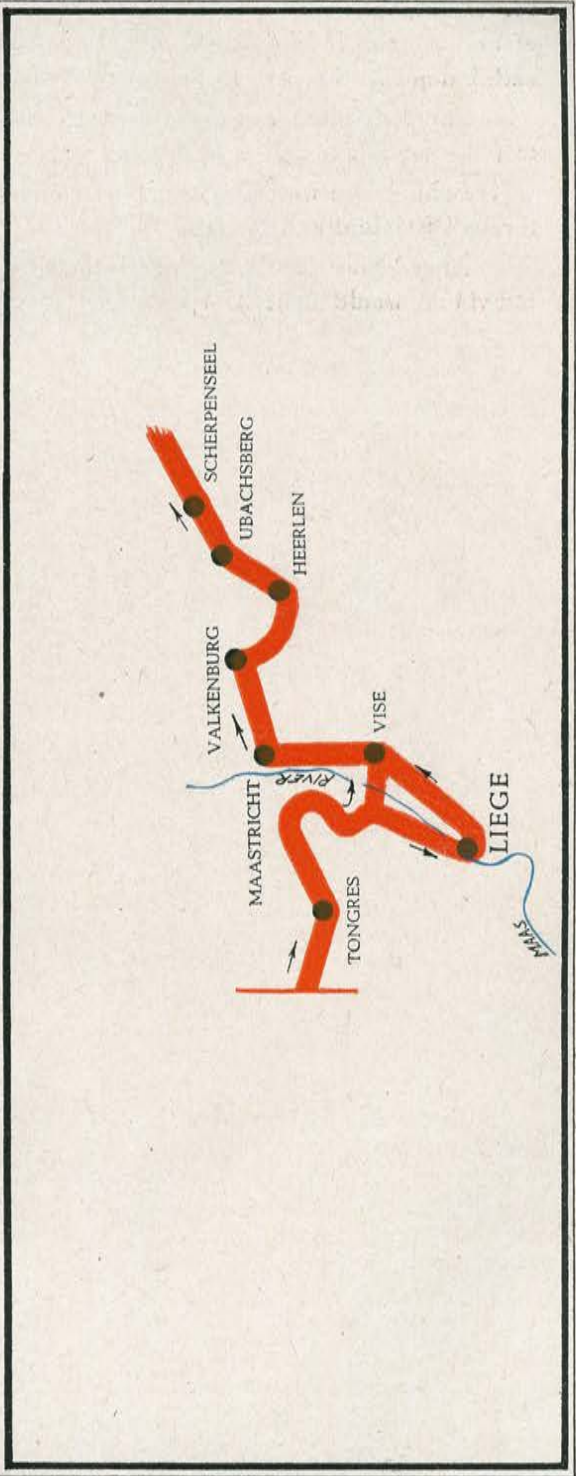 SCHERPENSEEL
UBACHSBERG
HEERLEN
VALKENBURG
VISE
MAASTRICHT
RIVER
LIEGE
TONGRES
MAAS